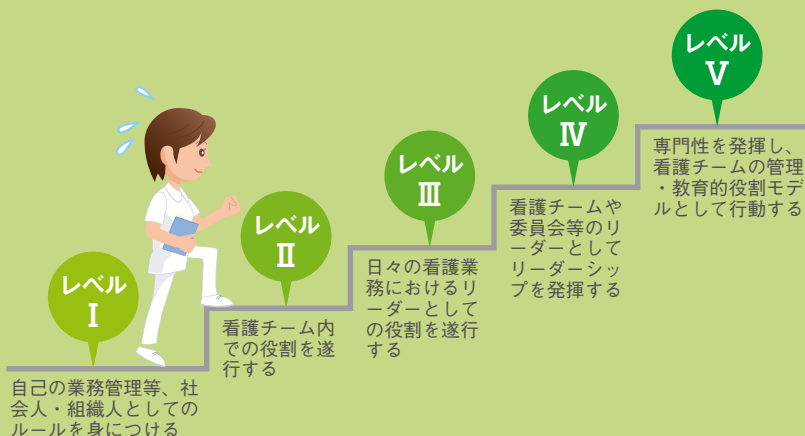 レベル
Ⅰ
自己の業務管理等、社
会人・組織人としての
ルールを身につける
レベル
Ⅱ
看護チーム内
での役割を遂
行する
レベル
Ⅲ
日々の看護業
務におけるリ
ーダーとして
の役割を遂行
する
レベル
Ⅳ
看護チームや
委員会等のリ
ーダーとして
リーダーシッ
プを発揮する
レベル
Ⅴ
専門性を発揮し、
看護チームの管理
・教育的役割モデ
ルとして行動する